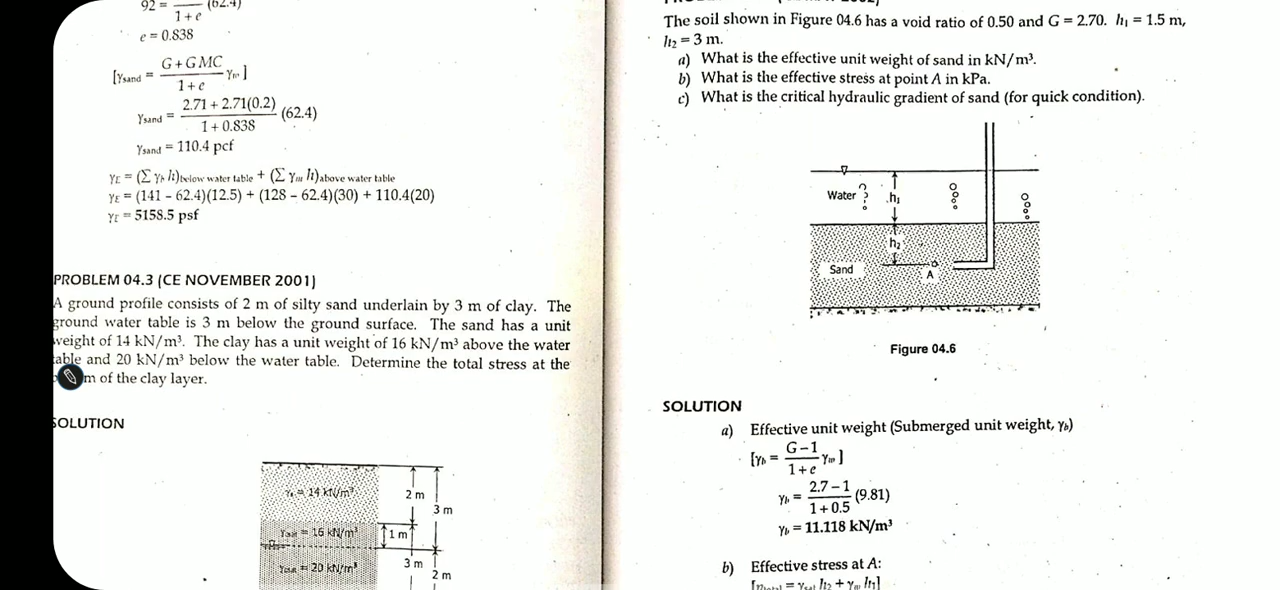 92 = (62.4)
1+e
e = 0.838
[γsand = G+GMC / 1+e γw]
γsand = 2.71 + 2.71(0.2) / 1+0.838 (62.4)
γsand = 110.4 pcf
γE = (Σ γb h)below water table + (Σ γm h)above water table
γE = (141 – 62.4)(12.5) + (128 – 62.4)(30) + 110.4(20)
γE = 5158.5 psf
PROBLEM 04.3 (CE NOVEMBER 2001)
A ground profile consists of 2 m of silty sand underlain by 3 m of clay. The
ground water table is 3 m below the ground surface. The sand has a unit
weight of 14 kN/m³. The clay has a unit weight of 16 kN/m³ above the water
table and 20 kN/m³ below the water table. Determine the total stress at the
m of the clay layer.
SOLUTION
= 14 kN/m³
2 m
3 m
= 16 kN/m³
1 m
γsat = 20 kN/m³
3 m
2 m
The soil shown in Figure 04.6 has a void ratio of 0.50 and G = 2.70. h₁ = 1.5 m,
h₂ = 3 m.
a) What is the effective unit weight of sand in kN/m³.
b) What is the effective stress at point A in kPa.
c) What is the critical hydraulic gradient of sand (for quick condition).
Water
h₁
h₂
Sand
A
Figure 04.6
SOLUTION
a) Effective unit weight (Submerged unit weight, γb)
[γb = G–1 / 1+e γw]
γb = 2.7–1 / 1+0.5 (9.81)
γb = 11.118 kN/m³
b) Effective stress at A:
= γsat h₂ + γw h₁]